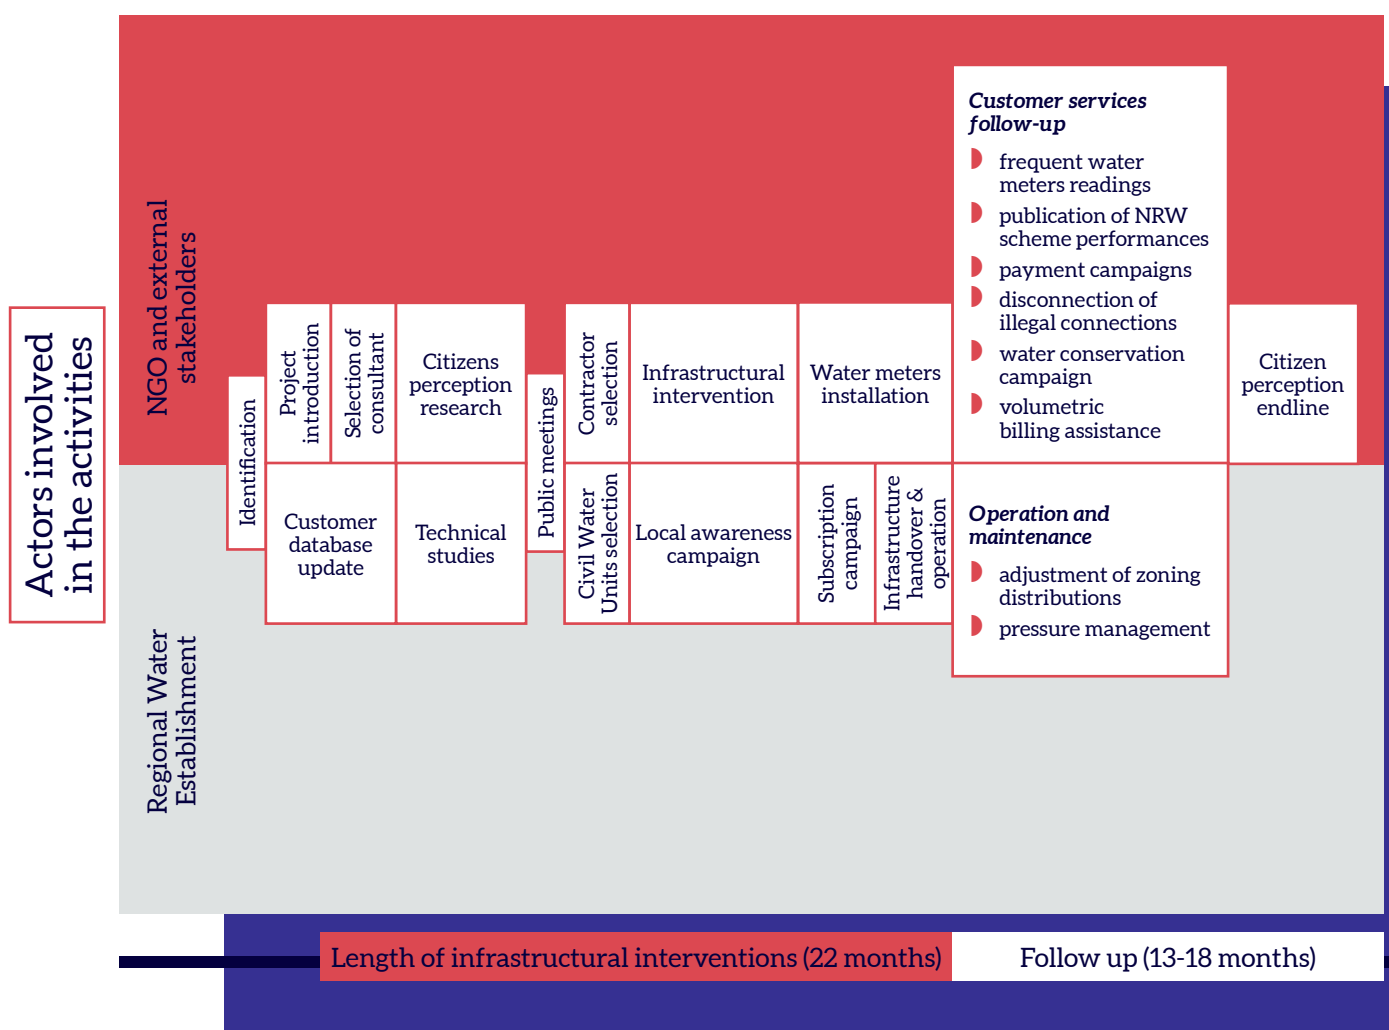 Actors involved
in the activities
NGO and external
stakeholders
Regional Water
Establishment
Identification
Project
introduction
Selection of
consultant
Citizens
perception
research
Customer
database
update
Technical
studies
Public meetings
Contractor
selection
Civil Water
Units selection
Infrastructural
intervention
Local awareness
campaign
Water meters
installation
Subscription
campaign
Infrastructure
handover &
operation
Customer services
follow-up
frequent water
meters readings
publication of NRW
scheme performances
payment campaigns
disconnection of
illegal connections
water conservation
campaign
volumetric
billing assistance
Operation and
maintenance
adjustment of zoning
distributions
pressure management
Citizen
perception
endline
Length of infrastructural interventions (22 months)
Follow up (13-18 months)